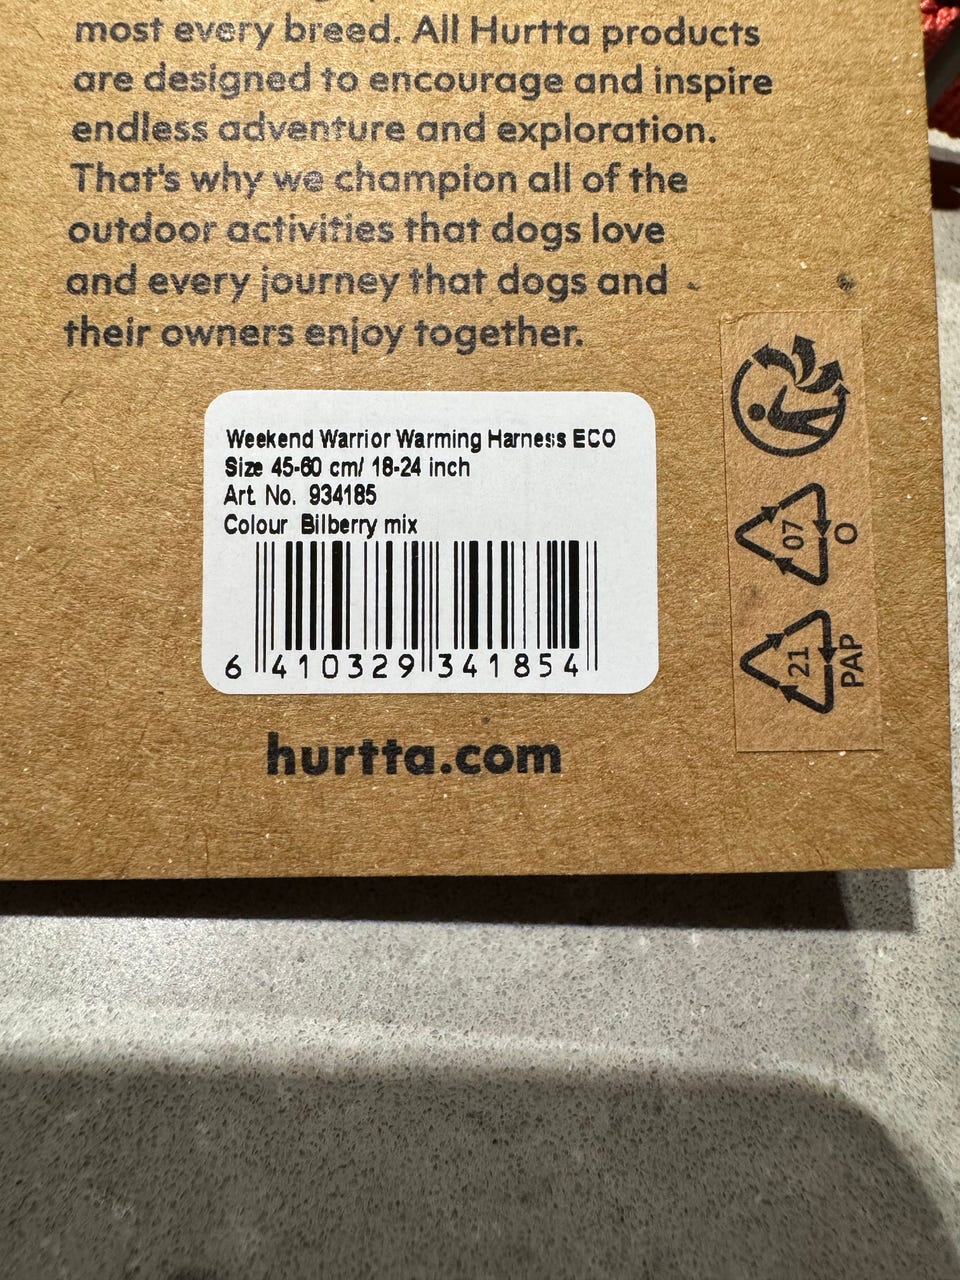 most every breed. All Hurtta products
are designed to encourage and inspire
endless adventure and exploration.
That's why we champion all of the
outdoor activities that dogs love
and every journey that dogs and
their owners enjoy together.
Weekend Warrior Warming Harness ECO
Size 45-60 cm/ 18-24 inch
Art. No. 934185
Colour Bilberry mix
6 410329 341854
hurtta.com
07
O
21
PAP